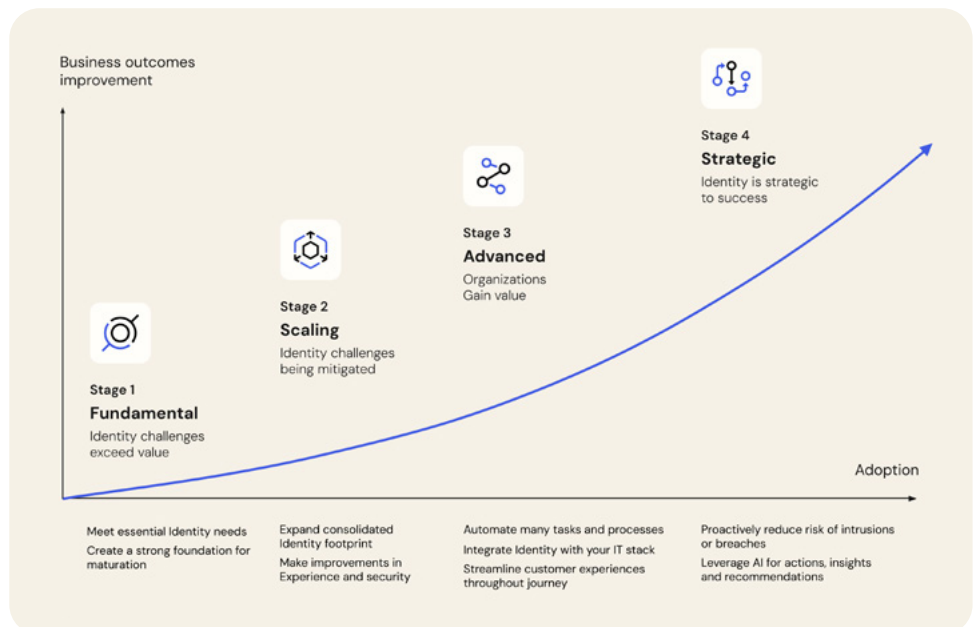 Business outcomes
improvement
Stage 1
Fundamental
Identity challenges
exceed value
Stage 2
Scaling
Identity challenges
being mitigated
Stage 3
Advanced
Organizations
Gain value
Stage 4
Strategic
Identity is strategic
to success
Adoption
Meet essential Identity needs
Create a strong foundation for
maturation
Expand consolidated
Identity footprint
Make improvements in
Experience and security
Automate many tasks and processes
Integrate Identity with your IT stack
Streamline customer experiences
throughout journey
Proactively reduce risk of intrusions
or breaches
Leverage AI for actions, insights
and recommendations